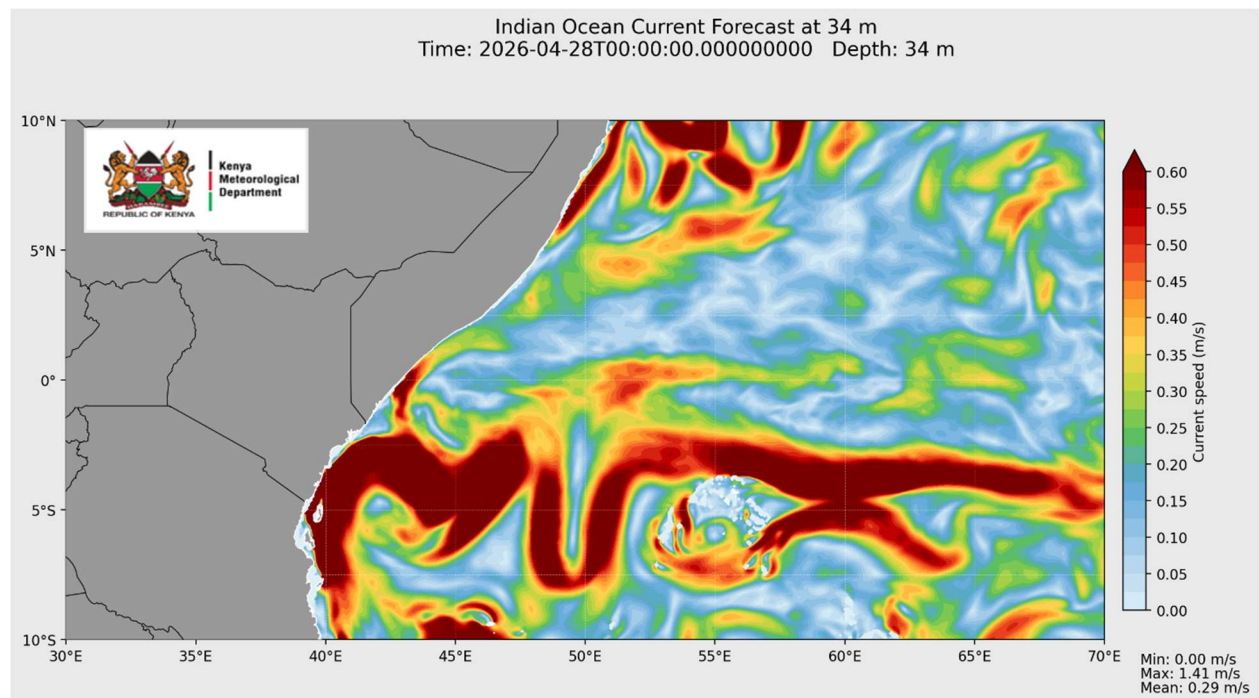 Indian Ocean Current Forecast at 34 m
Time: 2026-04-28T00:00:00.000000000 Depth: 34 m
10°N
5°N
0°
5°S
10°S
Kenya
Meteorological
Department
HARAMBEE
REPUBLIC OF KENYA
30°E 35°E 40°E 45°E 50°E 55°E 60°E 65°E 70°E
0.60
0.55
0.50
0.45
0.40
0.35
0.30
0.25
0.20
0.15
0.10
0.05
0.00
Current speed (m/s)
Min: 0.00 m/s
Max: 1.41 m/s
Mean: 0.29 m/s